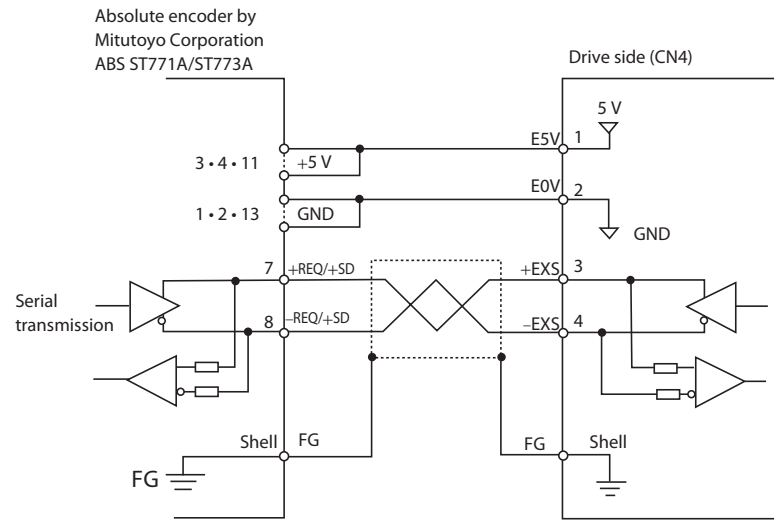 Absolute encoder by
Mitutoyo Corporation
ABS ST771A/ST773A
Drive side (CN4)
5 V
E5V 1
3 • 4 • 11 +5 V
E0V 2
1 • 2 • 13 GND
GND
7 +REQ/+SD +EXS 3
Serial
transmission
8 –REQ/+SD –EXS 4
Shell FG FG Shell
FG